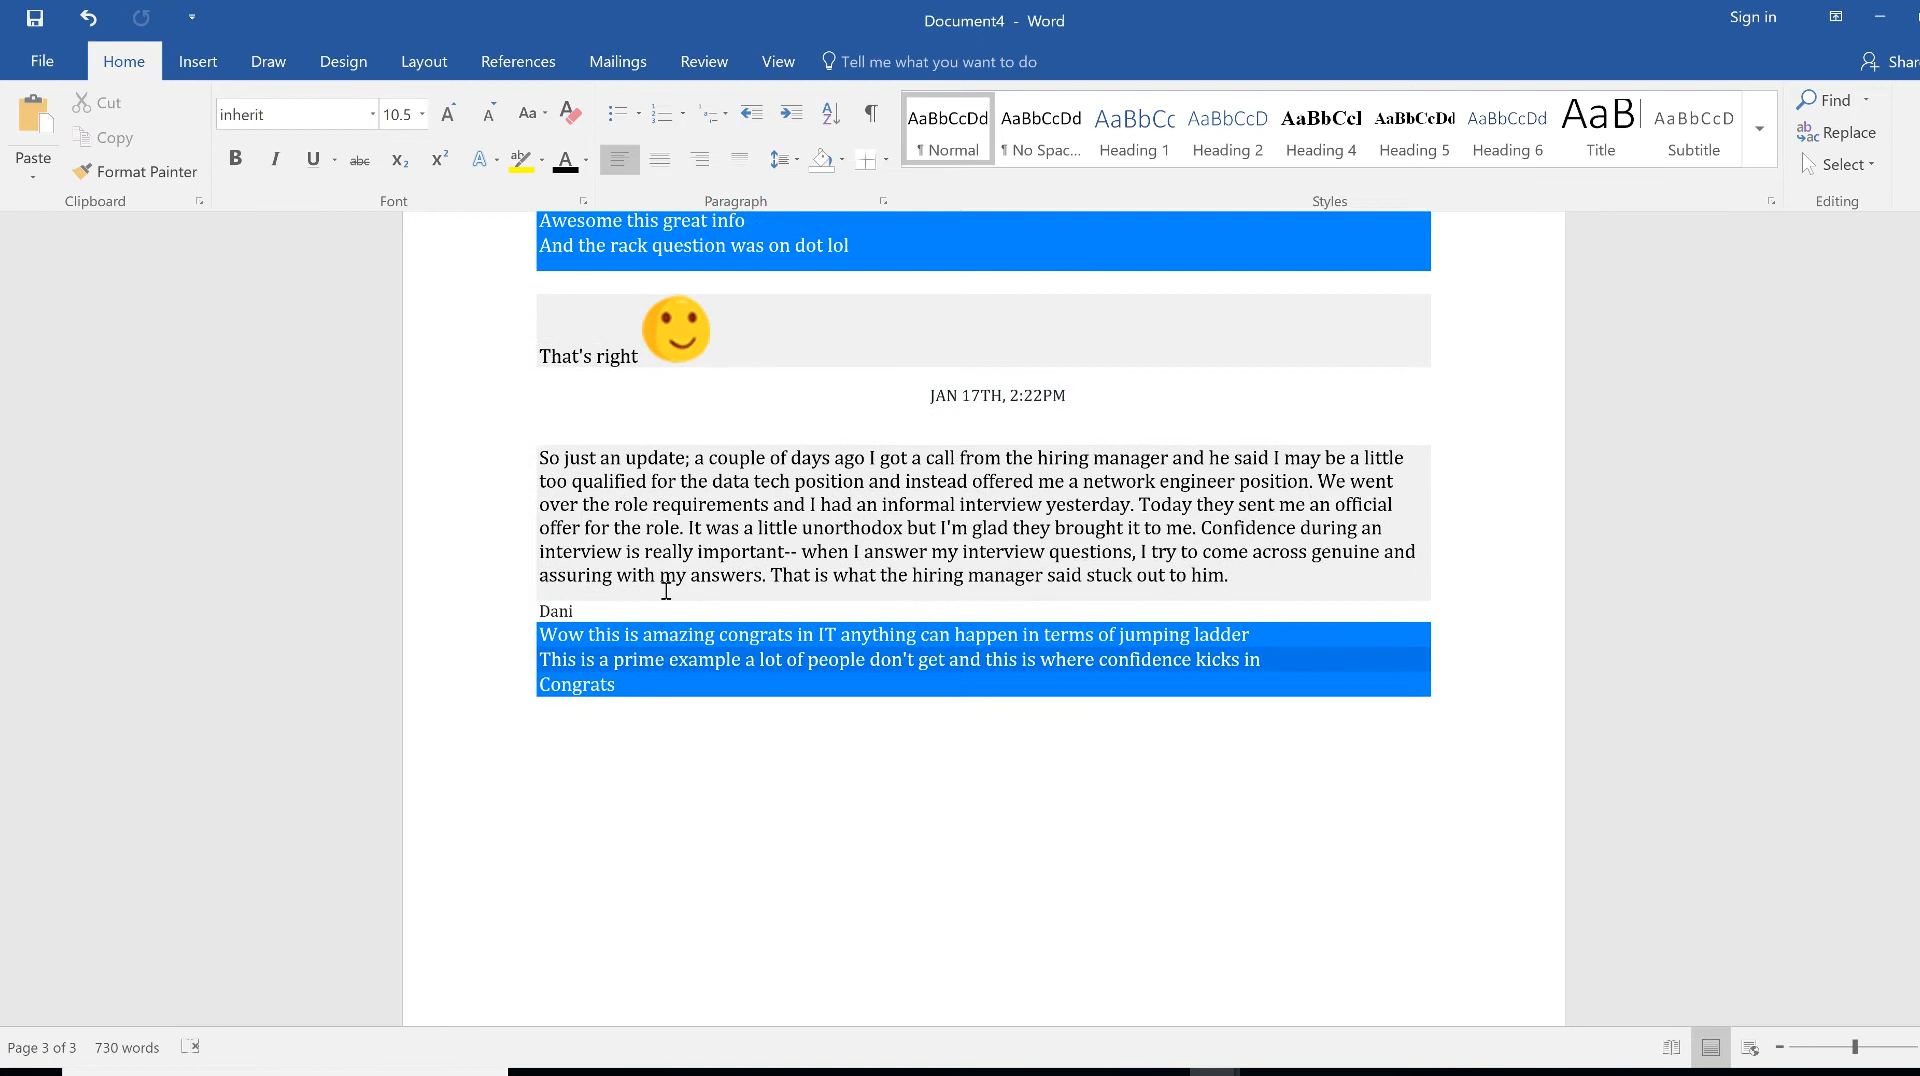 Document4 - Word
Sign in
File Home Insert Draw Design Layout References Mailings Review View Tell me what you want to do
Cut
Copy
Paste
Format Painter
Clipboard
inherit 10.5 Aa
B I U abc X₂ X² A A
Font
Paragraph
AaBbCcDd AaBbCcDd AaBbCc AaBbCcD AaBbCcl AaBbCcDd AaBbCcDd AaB AaBbCcD
¶ Normal ¶ No Spac... Heading 1 Heading 2 Heading 4 Heading 5 Heading 6 Title Subtitle
Styles
Find
Replace
Select
Editing
Awesome this great info
And the rack question was on dot lol
That's right
JAN 17TH, 2:22PM
So just an update; a couple of days ago I got a call from the hiring manager and he said I may be a little
too qualified for the data tech position and instead offered me a network engineer position. We went
over the role requirements and I had an informal interview yesterday. Today they sent me an official
offer for the role. It was a little unorthodox but I'm glad they brought it to me. Confidence during an
interview is really important-- when I answer my interview questions, I try to come across genuine and
assuring with my answers. That is what the hiring manager said stuck out to him.
Dani
Wow this is amazing congrats in IT anything can happen in terms of jumping ladder
This is a prime example a lot of people don't get and this is where confidence kicks in
Congrats
Page 3 of 3 730 words